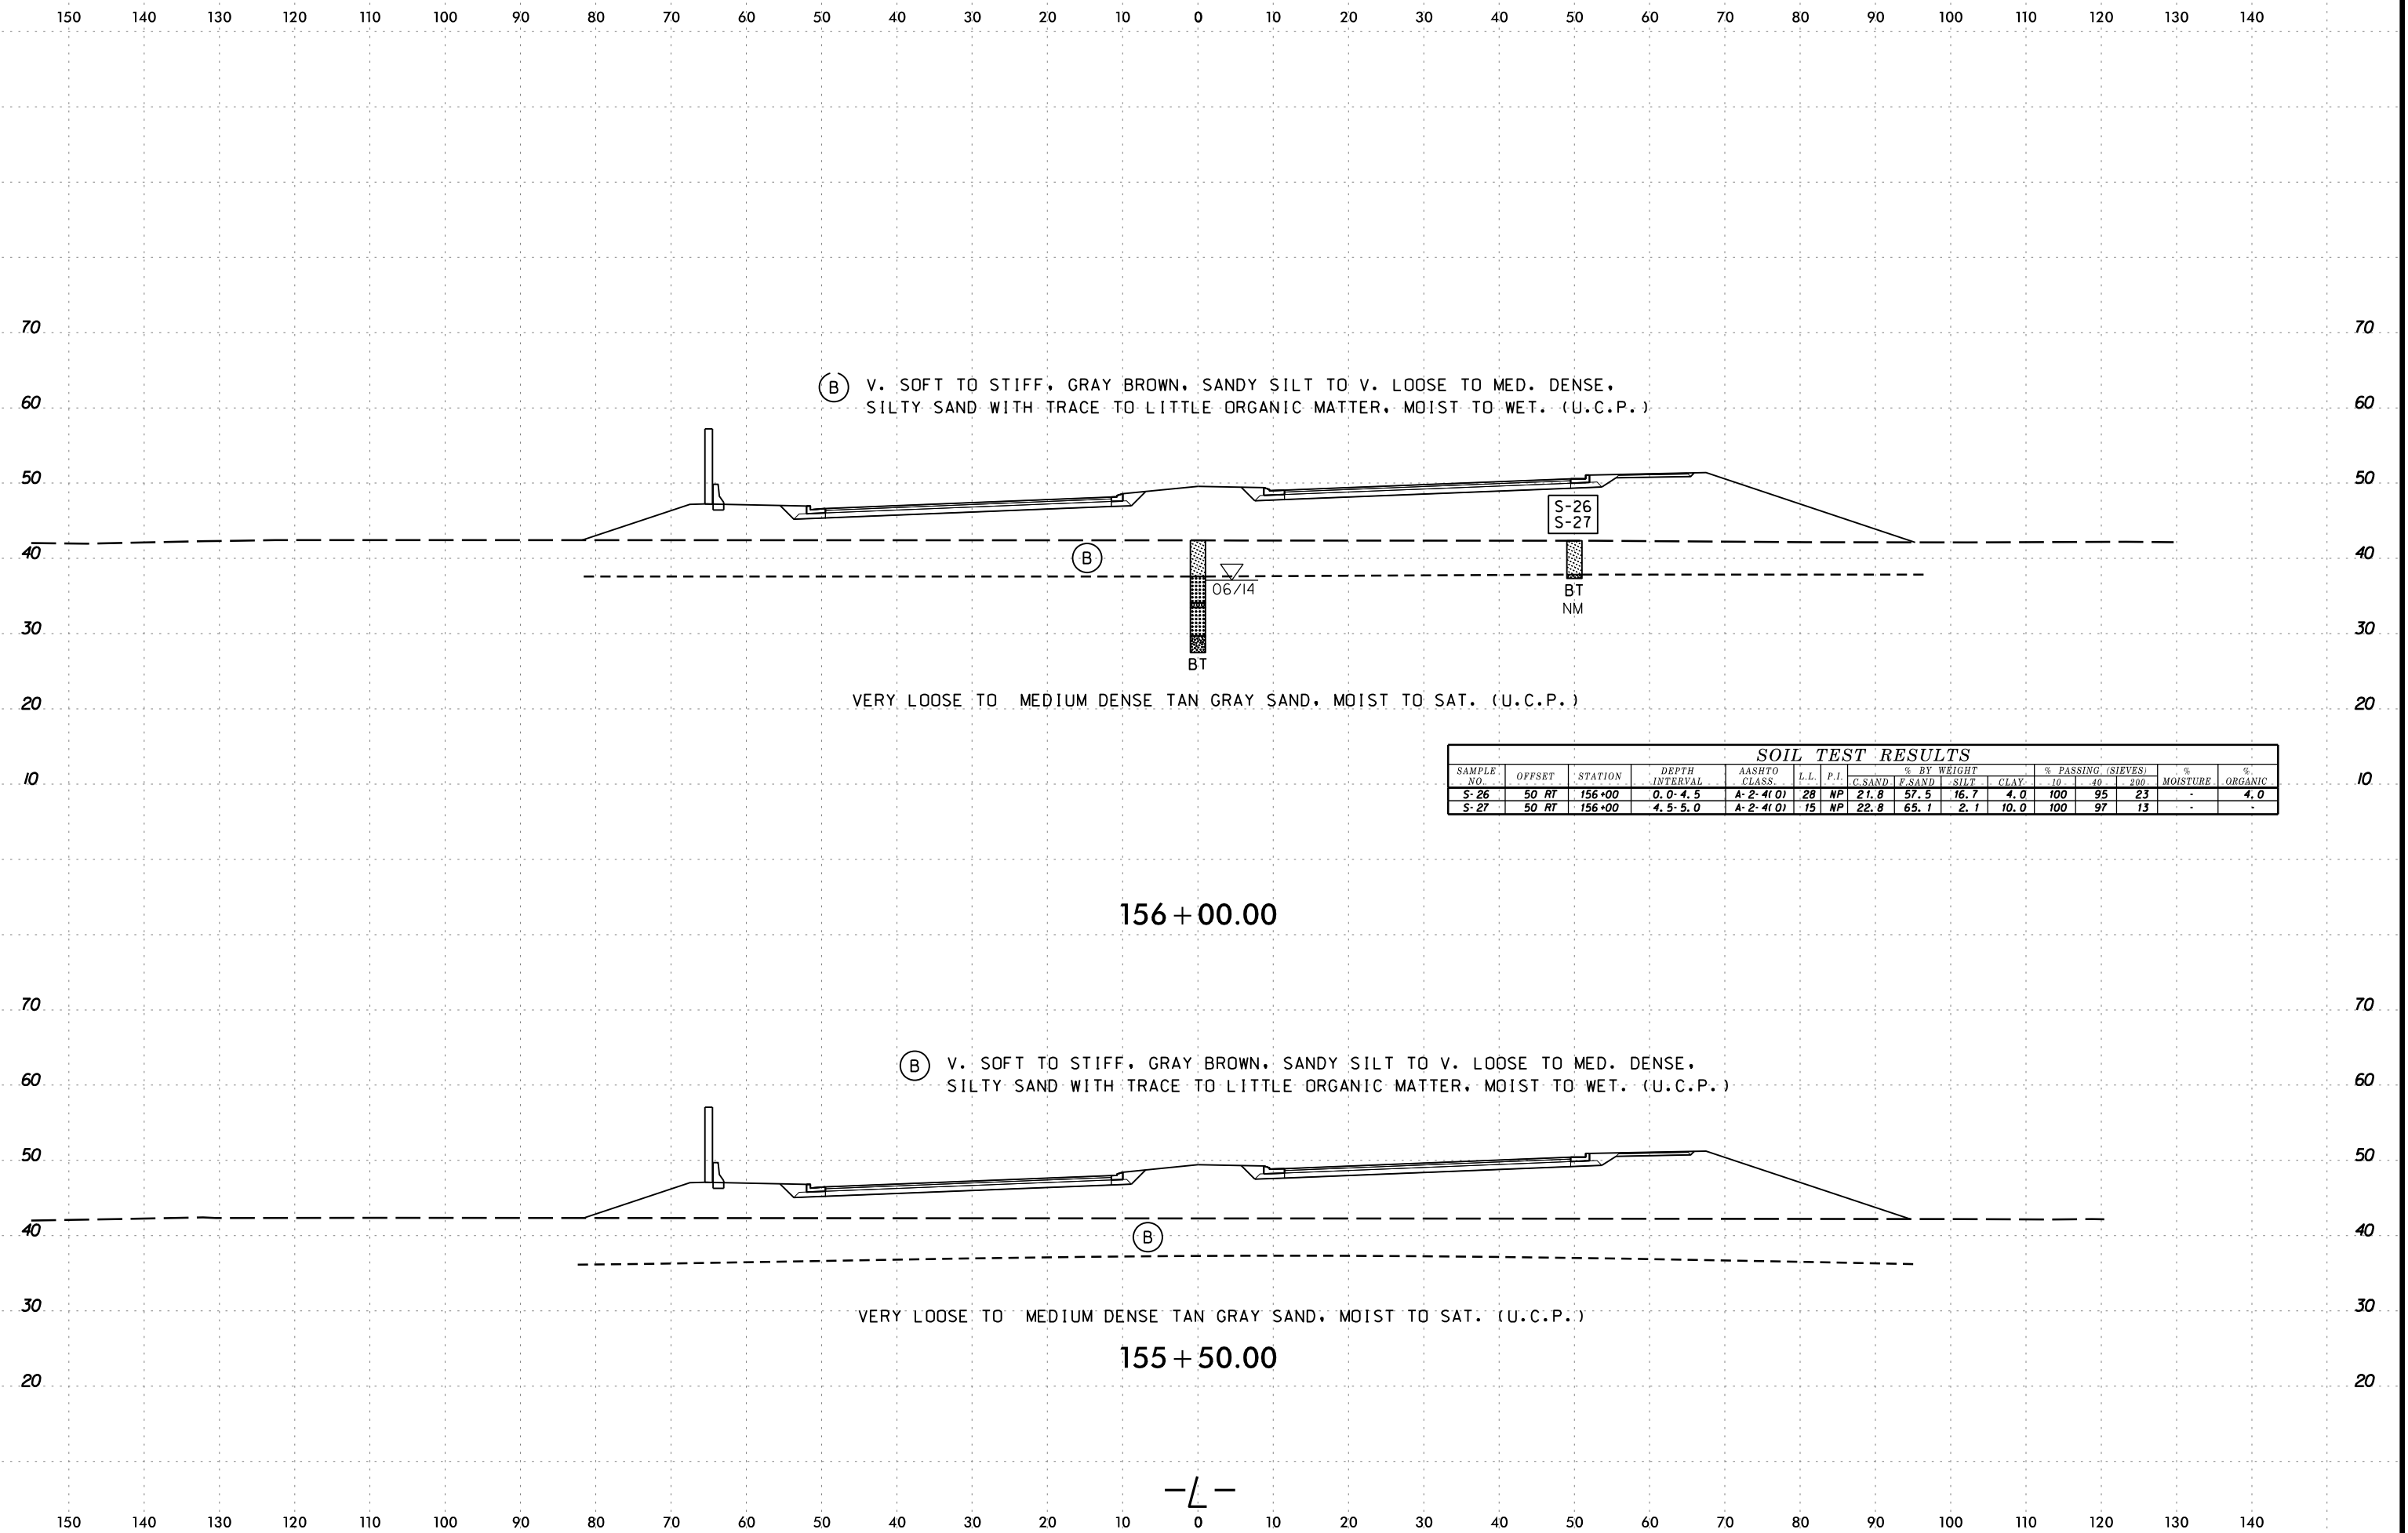 150 140 130 120 110 100 90 80 70 60 50 40 30 20 10 0 10 20 30 40 50 60 70 80 90 100 110 120 130 140
70 70
B V. SOFT TO STIFF, GRAY BROWN, SANDY SILT TO V. LOOSE TO MED. DENSE,
SILTY SAND WITH TRACE TO LITTLE ORGANIC MATTER, MOIST TO WET. (U.C.P.)
60 60
50 50
S-26
S-27
40 B 40
06/14
BT
NM
30 30
BT
VERY LOOSE TO MEDIUM DENSE TAN GRAY SAND, MOIST TO SAT. (U.C.P.)
20 20
SOIL TEST RESULTS
SAMPLE NO. OFFSET STATION DEPTH INTERVAL AASHTO CLASS. L.L. P.I. % BY WEIGHT % PASSING (SIEVES) % MOISTURE % ORGANIC
C.SAND F.SAND SILT CLAY 10 40 200
S-26 50 RT 156+00 0.0-4.5 A-2-4(0) 28 NP 21.8 57.5 16.7 4.0 100 95 23 - 4.0
S-27 50 RT 156+00 4.5-5.0 A-2-4(0) 15 NP 22.8 65.1 2.1 10.0 100 97 13 - -
10 10
156+00.00
70 70
B V. SOFT TO STIFF, GRAY BROWN, SANDY SILT TO V. LOOSE TO MED. DENSE,
SILTY SAND WITH TRACE TO LITTLE ORGANIC MATTER, MOIST TO WET. (U.C.P.)
60 60
50 50
40 B 40
30 30
VERY LOOSE TO MEDIUM DENSE TAN GRAY SAND, MOIST TO SAT. (U.C.P.)
155+50.00
20 20
-L-
150 140 130 120 110 100 90 80 70 60 50 40 30 20 10 0 10 20 30 40 50 60 70 80 90 100 110 120 130 140